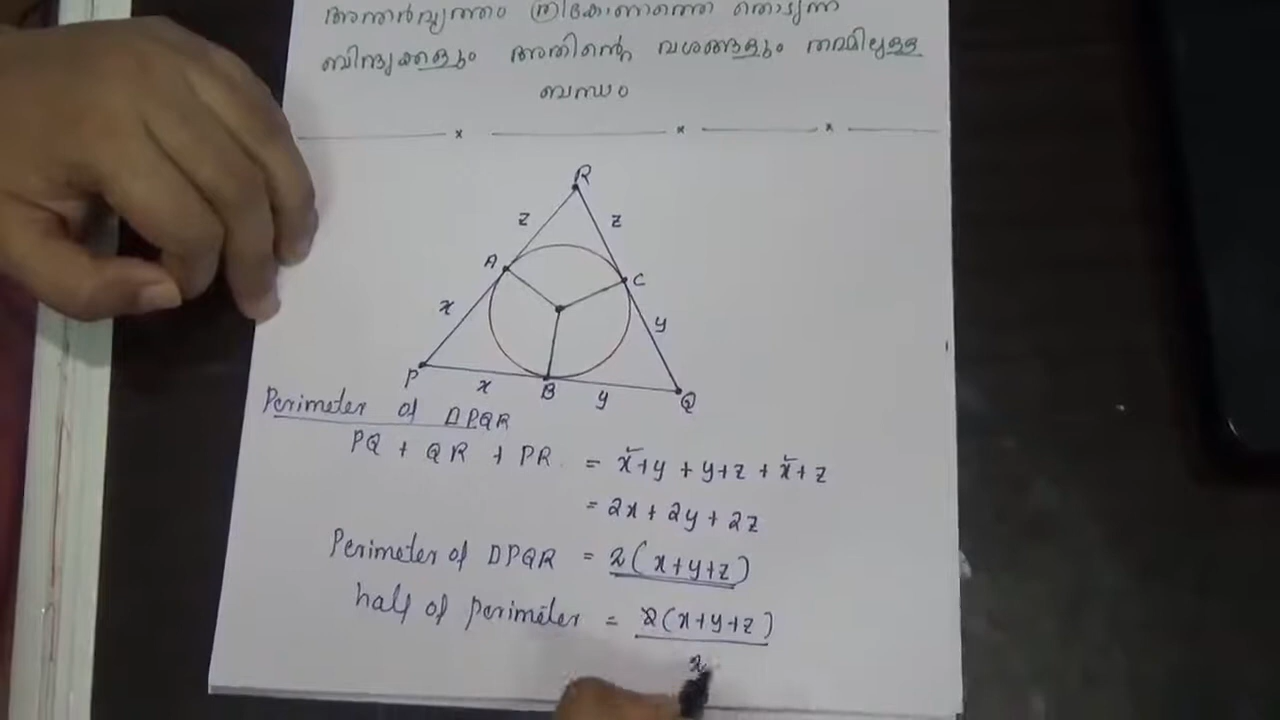 അന്തർവൃത്തം ത്രികോണത്തെ തൊടുന്ന
ബിന്ദുക്കളും അതിന്റെ വശങ്ങളും തമ്മിലുള്ള
ബന്ധം
R
z z
A C
x y
P x B y Q
Perimeter of ΔPQR
PQ + QR + PR = x+y + y+z + x+z
= 2x + 2y + 2z
Perimeter of ΔPQR = 2(x+y+z)
half of perimeter = 2(x+y+z)
2